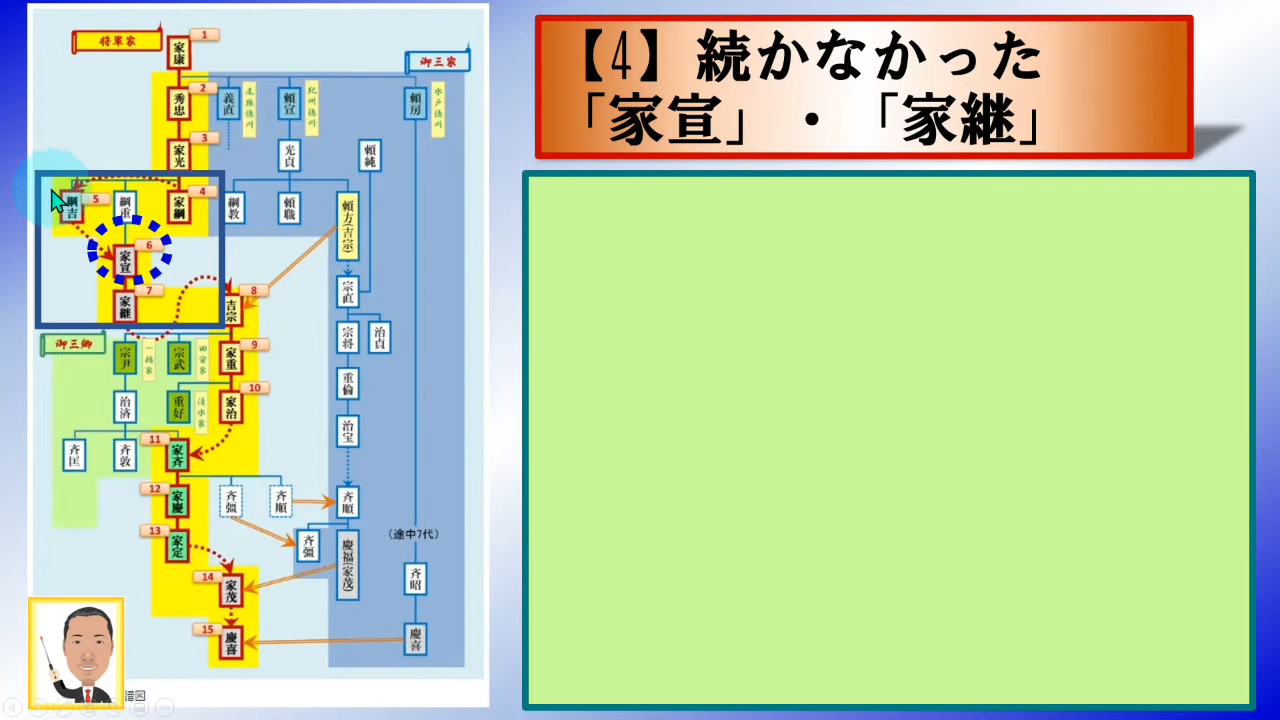 【4】続かなかった
「家宣」・「家継」
将軍家
御三家
1
家康
2
秀忠
義直
尾張徳川
頼宣
紀州徳川
頼房
水戸徳川
3
家光
光貞
頼純
5
綱吉
綱重
4
家綱
綱教
頼職
頼方(吉宗)
6
家宣
7
家継
8
吉宗
宗直
御三卿
宗尹
一橋家
宗武
田安家
9
家重
宗将
治貞
治済
重好
清水家
10
家治
重倫
治宝
斉匡
斉敦
11
家斉
12
家慶
斉彊
斉順
斉順
13
家定
斉彊
慶福(家茂)
(途中7代)
14
家茂
斉昭
15
慶喜
慶喜
譜図